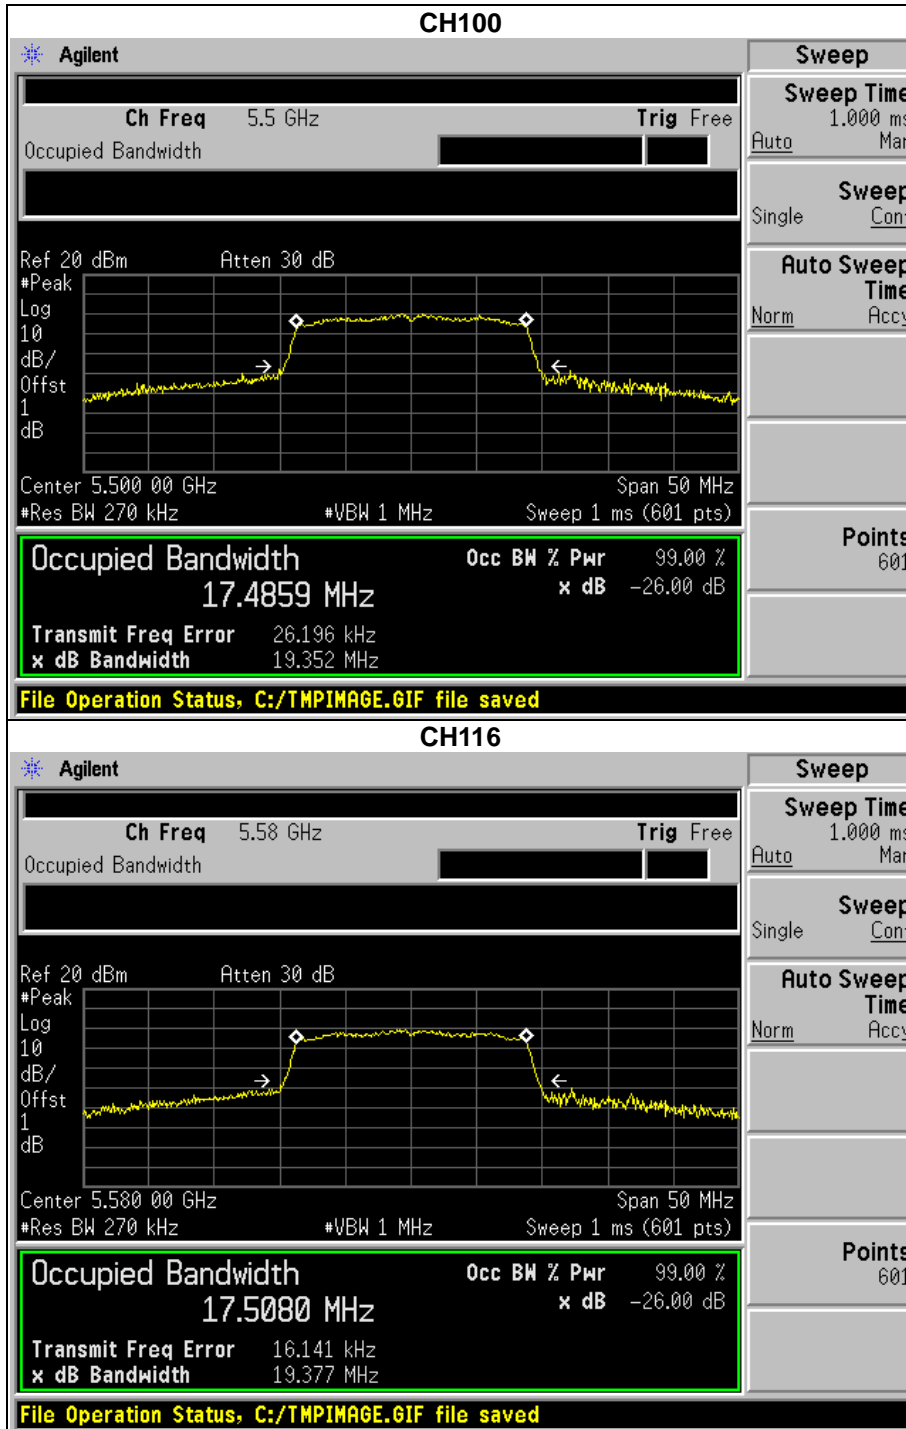 CH100
Agilent
Sweep
Ch Freq 5.5 GHz Trig Free
Occupied Bandwidth
Sweep Time
1.000 ms
Auto
Sweep
Single
Auto Sweep
Time
Norm
Ref 20 dBm Atten 30 dB
#Peak
Log
10
dB/
Offst
1
dB
Center 5.500 00 GHz Span 50 MHz
#Res BW 270 kHz #VBW 1 MHz Sweep 1 ms (601 pts)
Points
601
Occupied Bandwidth Occ BW % Pwr 99.00 %
17.4859 MHz x dB -26.00 dB
Transmit Freq Error 26.196 kHz
x dB Bandwidth 19.352 MHz
File Operation Status, C:/TMPIMAGE.GIF file saved
CH116
Agilent
Sweep
Ch Freq 5.58 GHz Trig Free
Occupied Bandwidth
Sweep Time
1.000 ms
Auto
Sweep
Single
Auto Sweep
Time
Norm
Ref 20 dBm Atten 30 dB
#Peak
Log
10
dB/
Offst
1
dB
Center 5.580 00 GHz Span 50 MHz
#Res BW 270 kHz #VBW 1 MHz Sweep 1 ms (601 pts)
Points
601
Occupied Bandwidth Occ BW % Pwr 99.00 %
17.5080 MHz x dB -26.00 dB
Transmit Freq Error 16.141 kHz
x dB Bandwidth 19.377 MHz
File Operation Status, C:/TMPIMAGE.GIF file saved